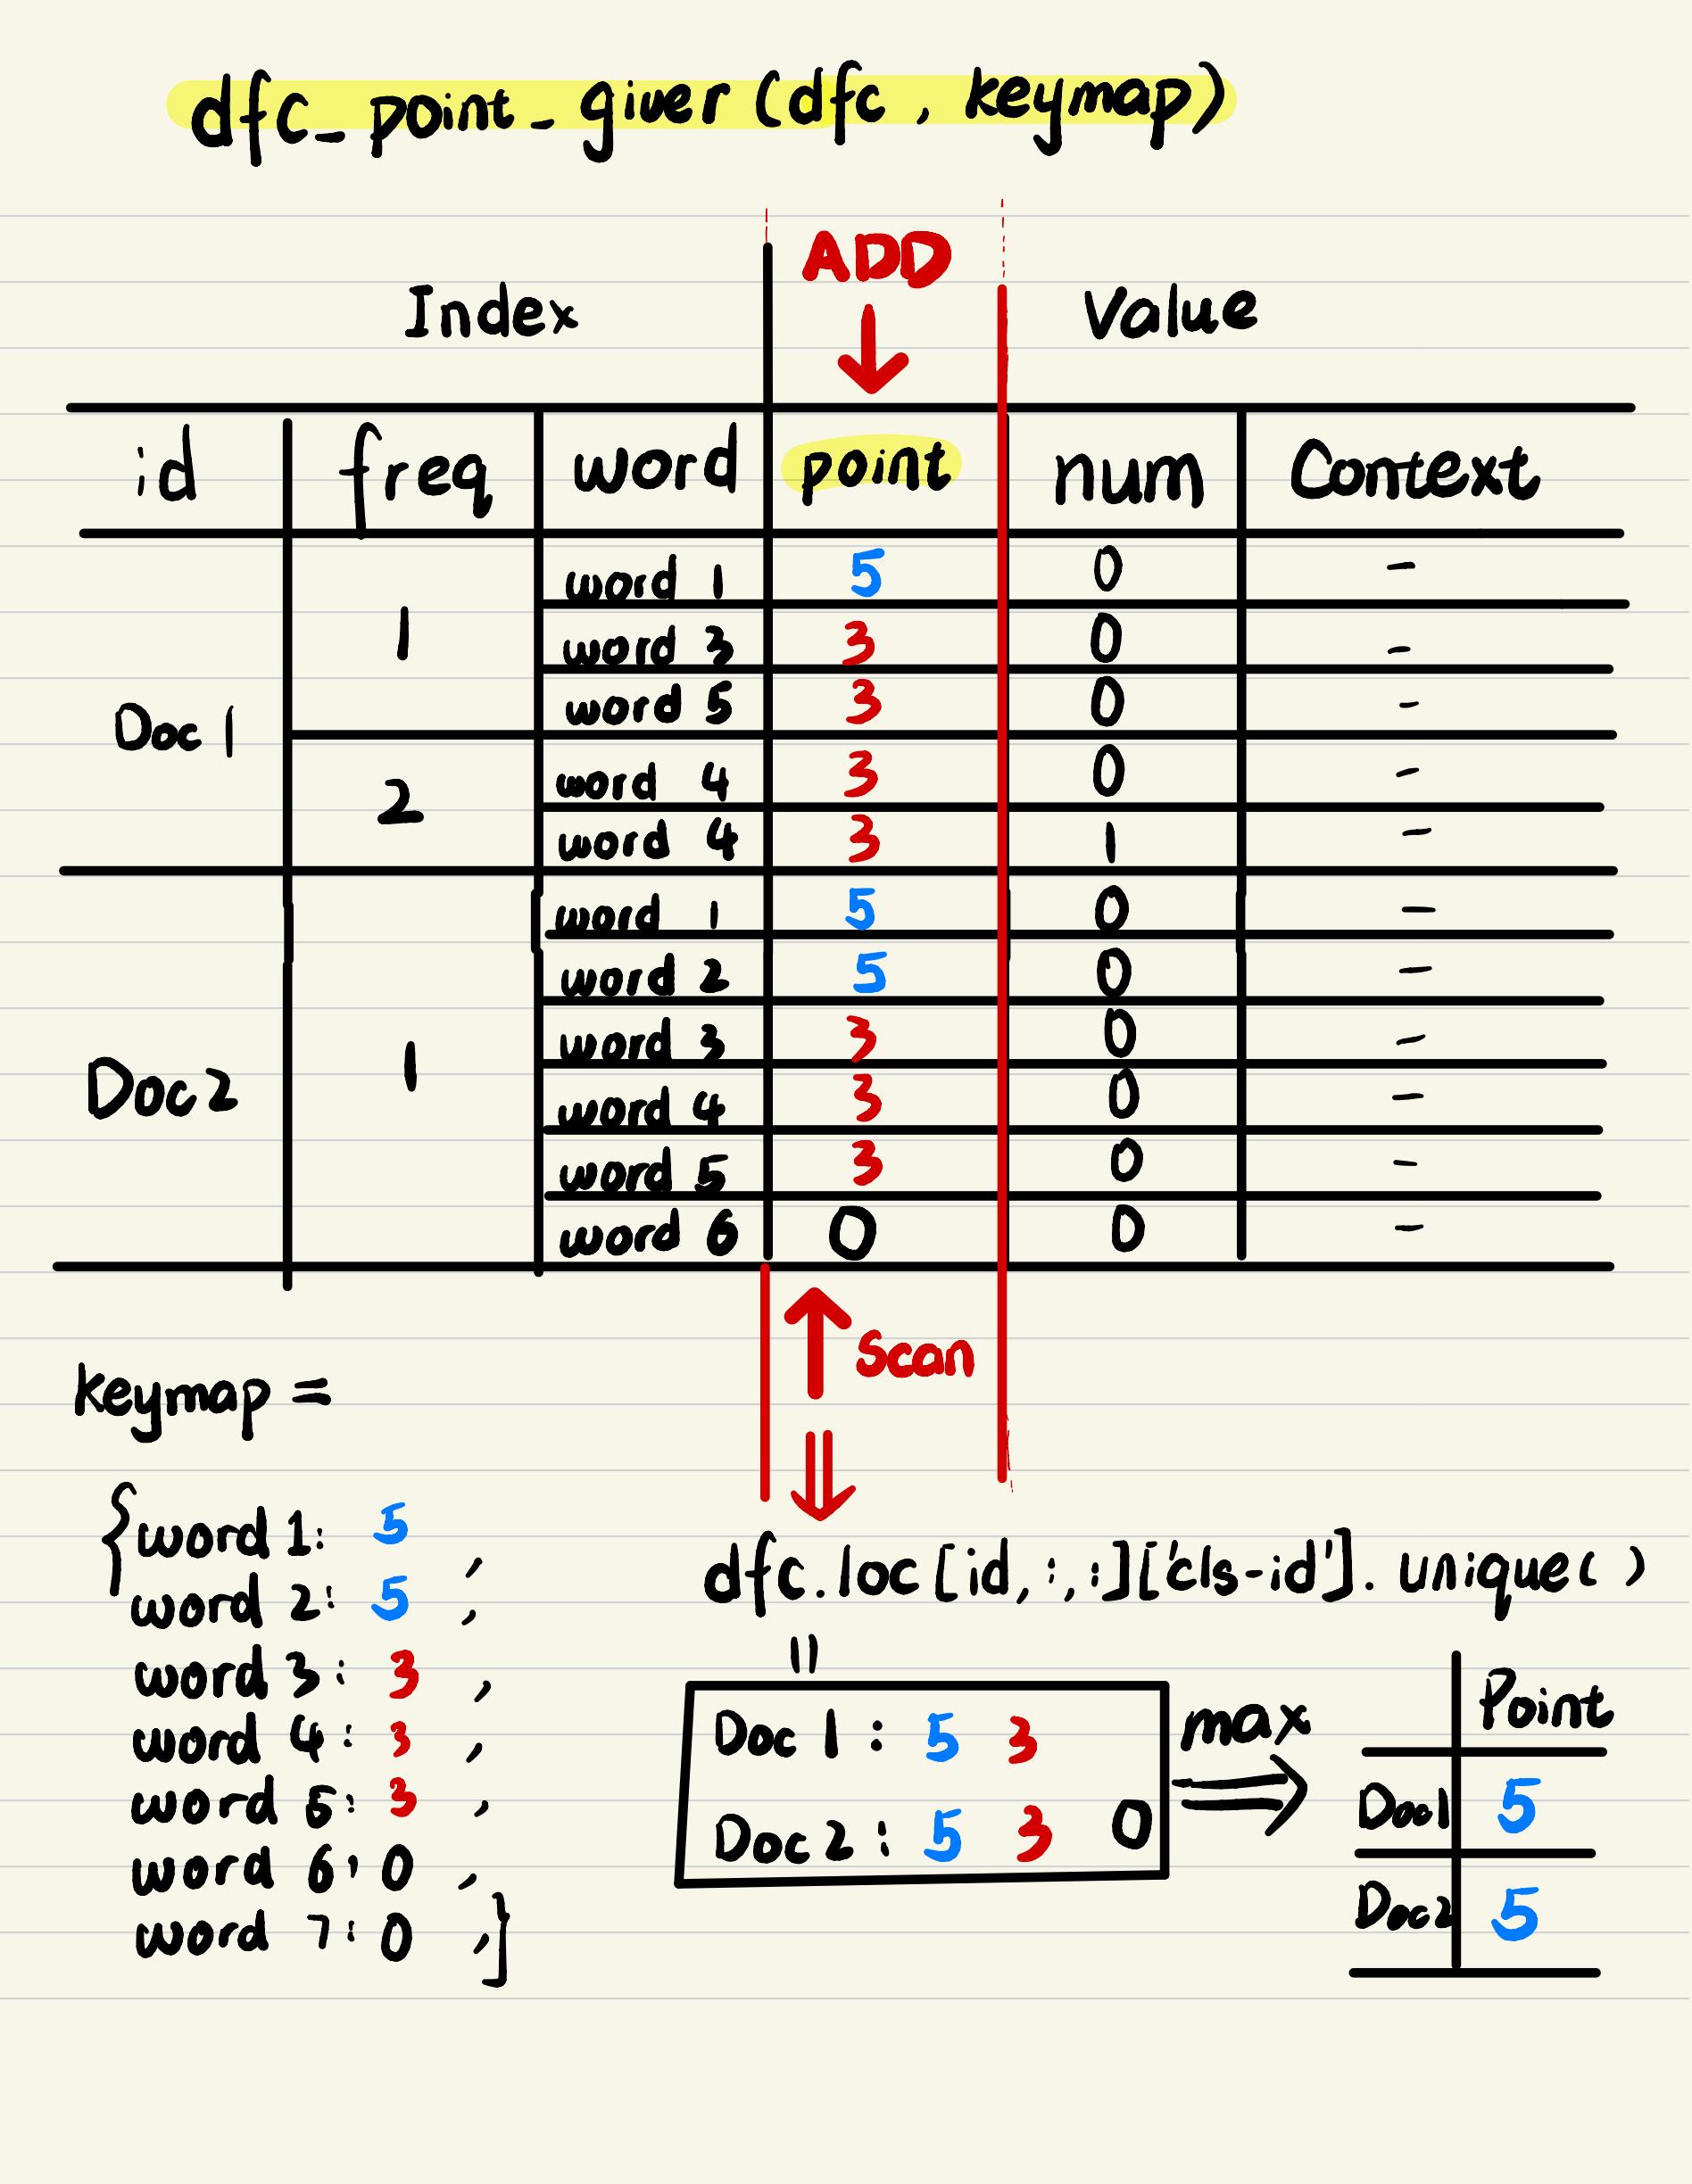 dfc_point_giver (dfc, keymap)
ADD
Index Value
id freq word point num Context
word 1 5 0 -
1 word 3 3 0 -
word 5 3 0 -
Doc 1
2 word 4 3 0 -
word 4 3 1 -
word 1 5 0 -
word 2 5 0 -
word 3 3 0 -
Doc 2 1 word 4 3 0 -
word 5 3 0 -
word 6 0 0 -
Scan
keymap =
{word 1: 5 ,
word 2: 5 ,
word 3: 3 ,
word 4: 3 ,
word 5: 3 ,
word 6: 0 ,
word 7: 0 ,}
dfc.loc[id,:,:]['cls-id'].unique()
=
Doc 1: 5 3
Doc 2: 5 3 0
max
Point
Doc1 5
Doc2 5